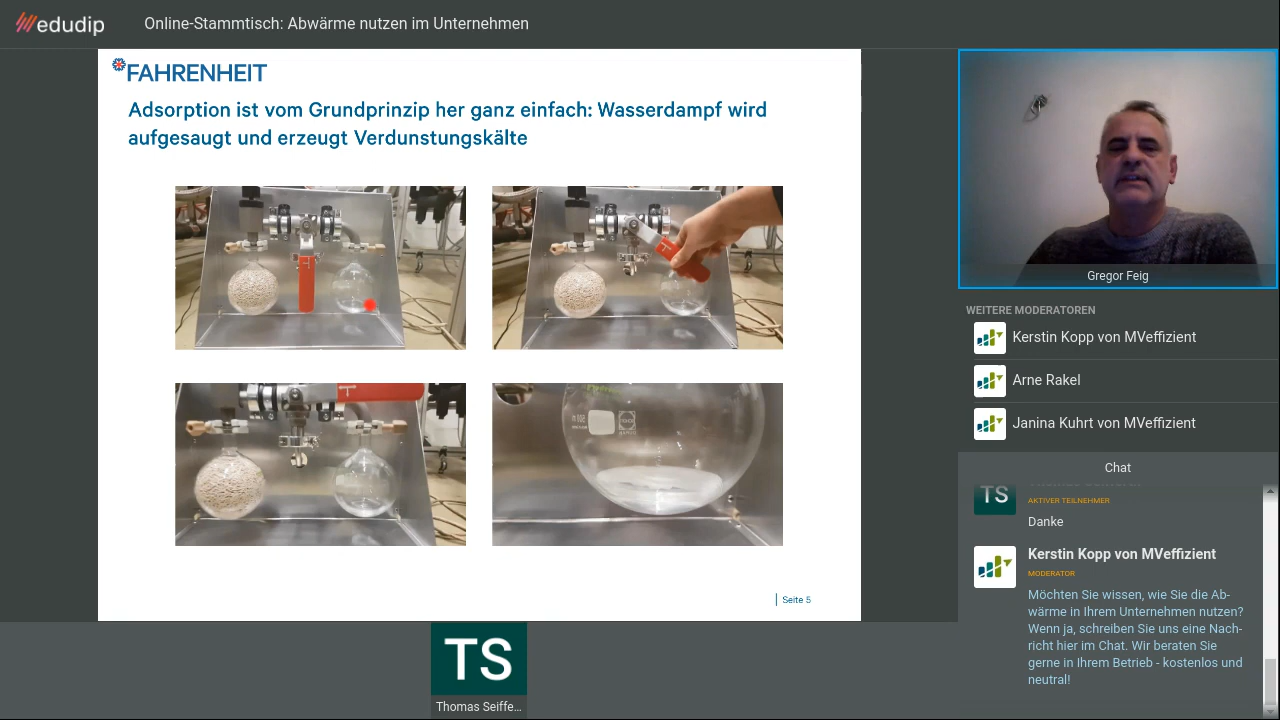 edudip
Online-Stammtisch: Abwärme nutzen im Unternehmen
FAHRENHEIT
Adsorption ist vom Grundprinzip her ganz einfach: Wasserdampf wird
aufgesaugt und erzeugt Verdunstungskälte
Seite 5
Gregor Feig
WEITERE MODERATOREN
Kerstin Kopp von MVeffizient
Arne Rakel
Janina Kuhrt von MVeffizient
Chat
TS
AKTIVER TEILNEHMER
Danke
Kerstin Kopp von MVeffizient
MODERATOR
Möchten Sie wissen, wie Sie die Ab-
wärme in Ihrem Unternehmen nutzen?
Wenn ja, schreiben Sie uns eine Nach-
richt hier im Chat. Wir beraten Sie
gerne in Ihrem Betrieb - kostenlos und
neutral!
TS
Thomas Seiffe...